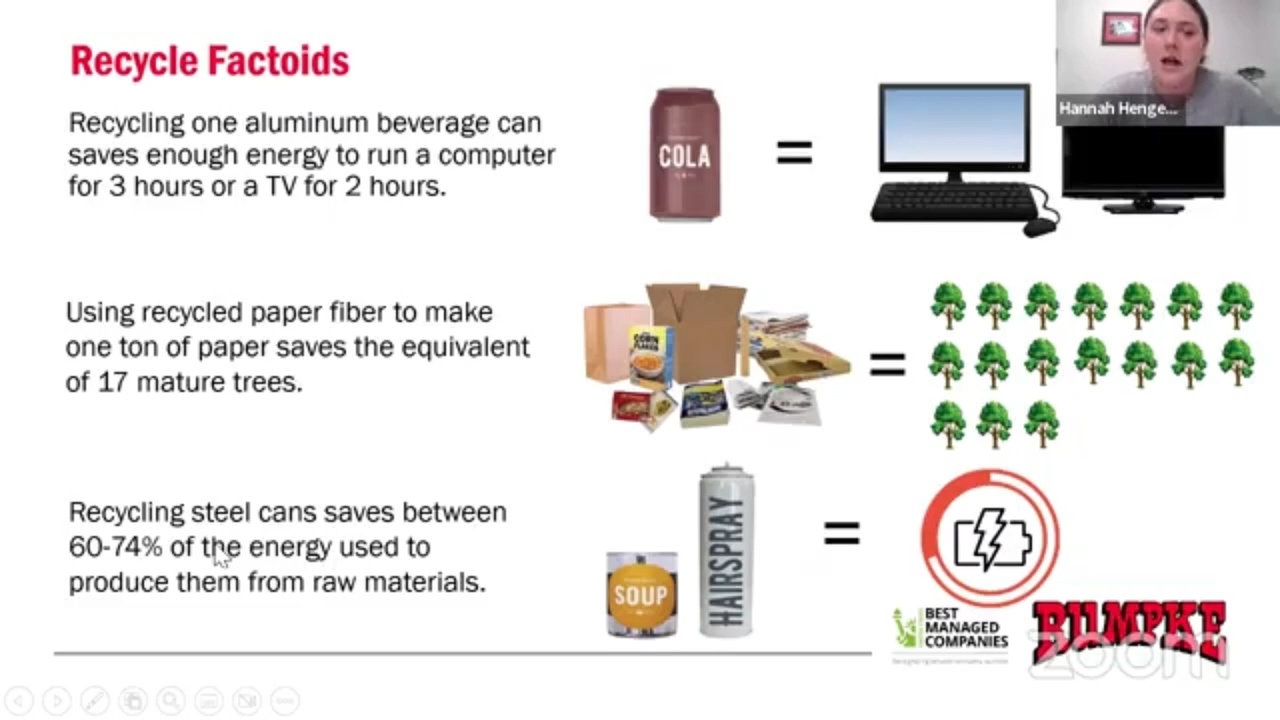 Recycle Factoids
Recycling one aluminum beverage can
saves enough energy to run a computer
for 3 hours or a TV for 2 hours.
COLA
Hannah Henge...
Using recycled paper fiber to make
one ton of paper saves the equivalent
of 17 mature trees.
CORN
FLAKES
Recycling steel cans saves between
60-74% of the energy used to
produce them from raw materials.
SOUP
HAIRSPRAY
BEST
MANAGED
COMPANIES
RUMPKE
zoom